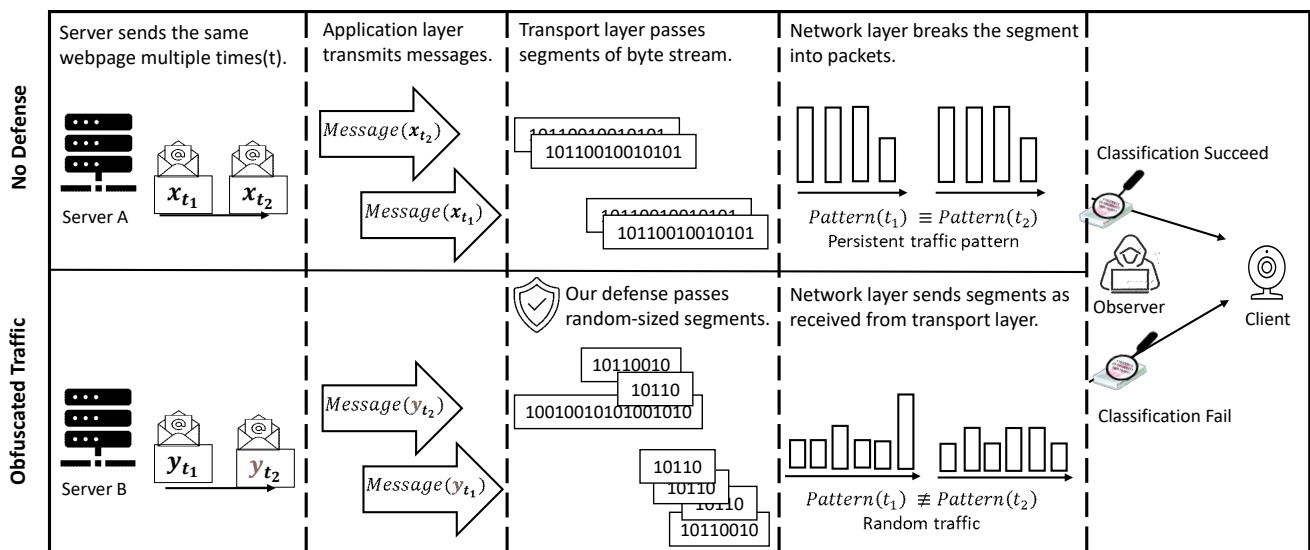 No Defense
Server sends the same
webpage multiple times(t).
@
@
x_{t_1}
x_{t_2}
Server A
Application layer
transmits messages.
Message(x_{t_2})
Message(x_{t_1})
Transport layer passes
segments of byte stream.
10110010010101
10110010010101
10110010010101
10110010010101
Network layer breaks the segment
into packets.
Pattern(t_1) ≡ Pattern(t_2)
Persistent traffic pattern
Classification Succeed
Observer
Client
Classification Fail
Obfuscated Traffic
@
@
y_{t_1}
y_{t_2}
Server B
Message(y_{t_2})
Message(y_{t_1})
Our defense passes
random-sized segments.
10110010
10110
10010010101001010
10110
10110
10110
10110010
Network layer sends segments as
received from transport layer.
Pattern(t_1) ≢ Pattern(t_2)
Random traffic